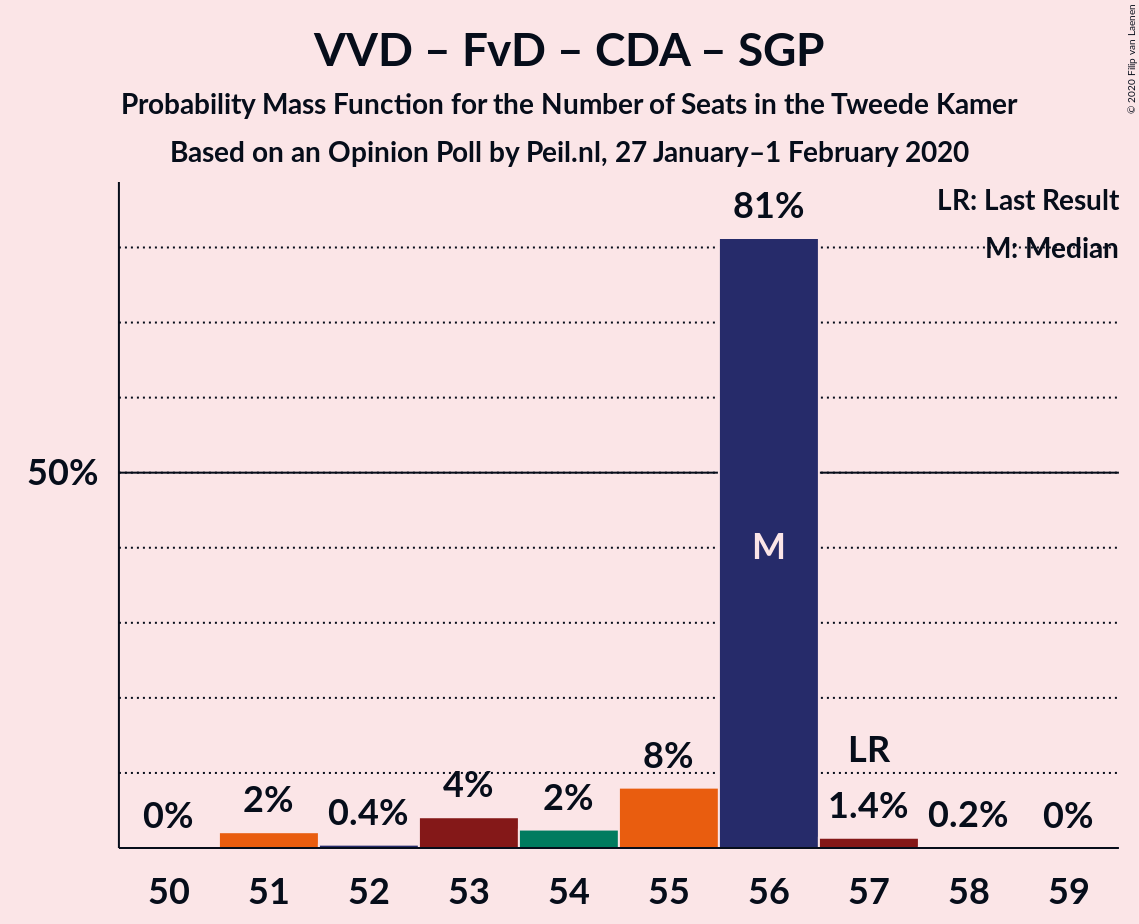 VVD – FvD – CDA – SGP
Probability Mass Function for the Number of Seats in the Tweede Kamer
Based on an Opinion Poll by Peil.nl, 27 January–1 February 2020
© 2020 Filip van Laenen
LR: Last Result
M: Median
50%
0%
2%
0.4%
4%
2%
8%
81%
M
LR
1.4%
0.2%
0%
50 51 52 53 54 55 56 57 58 59